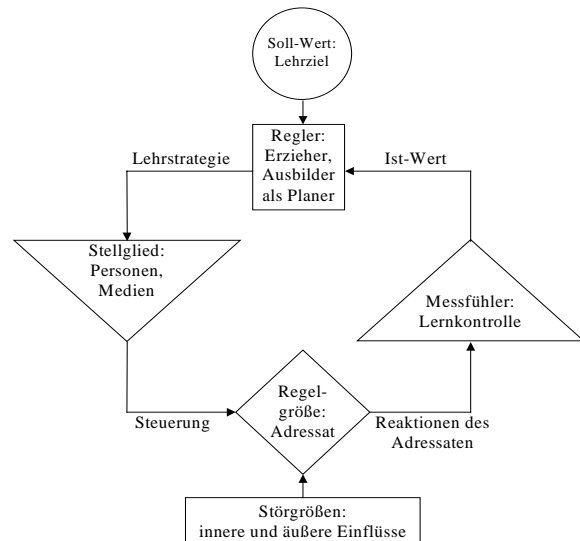 Soll-Wert:
Lehrziel
Regler:
Erzieher,
Ausbilder
als Planer
Lehrstrategie
Ist-Wert
Stellglied:
Personen,
Medien
Messfühler:
Lernkontrolle
Regel-
größe:
Adressat
Steuerung
Reaktionen des
Adressaten
Störgrößen:
innere und äußere Einflüsse